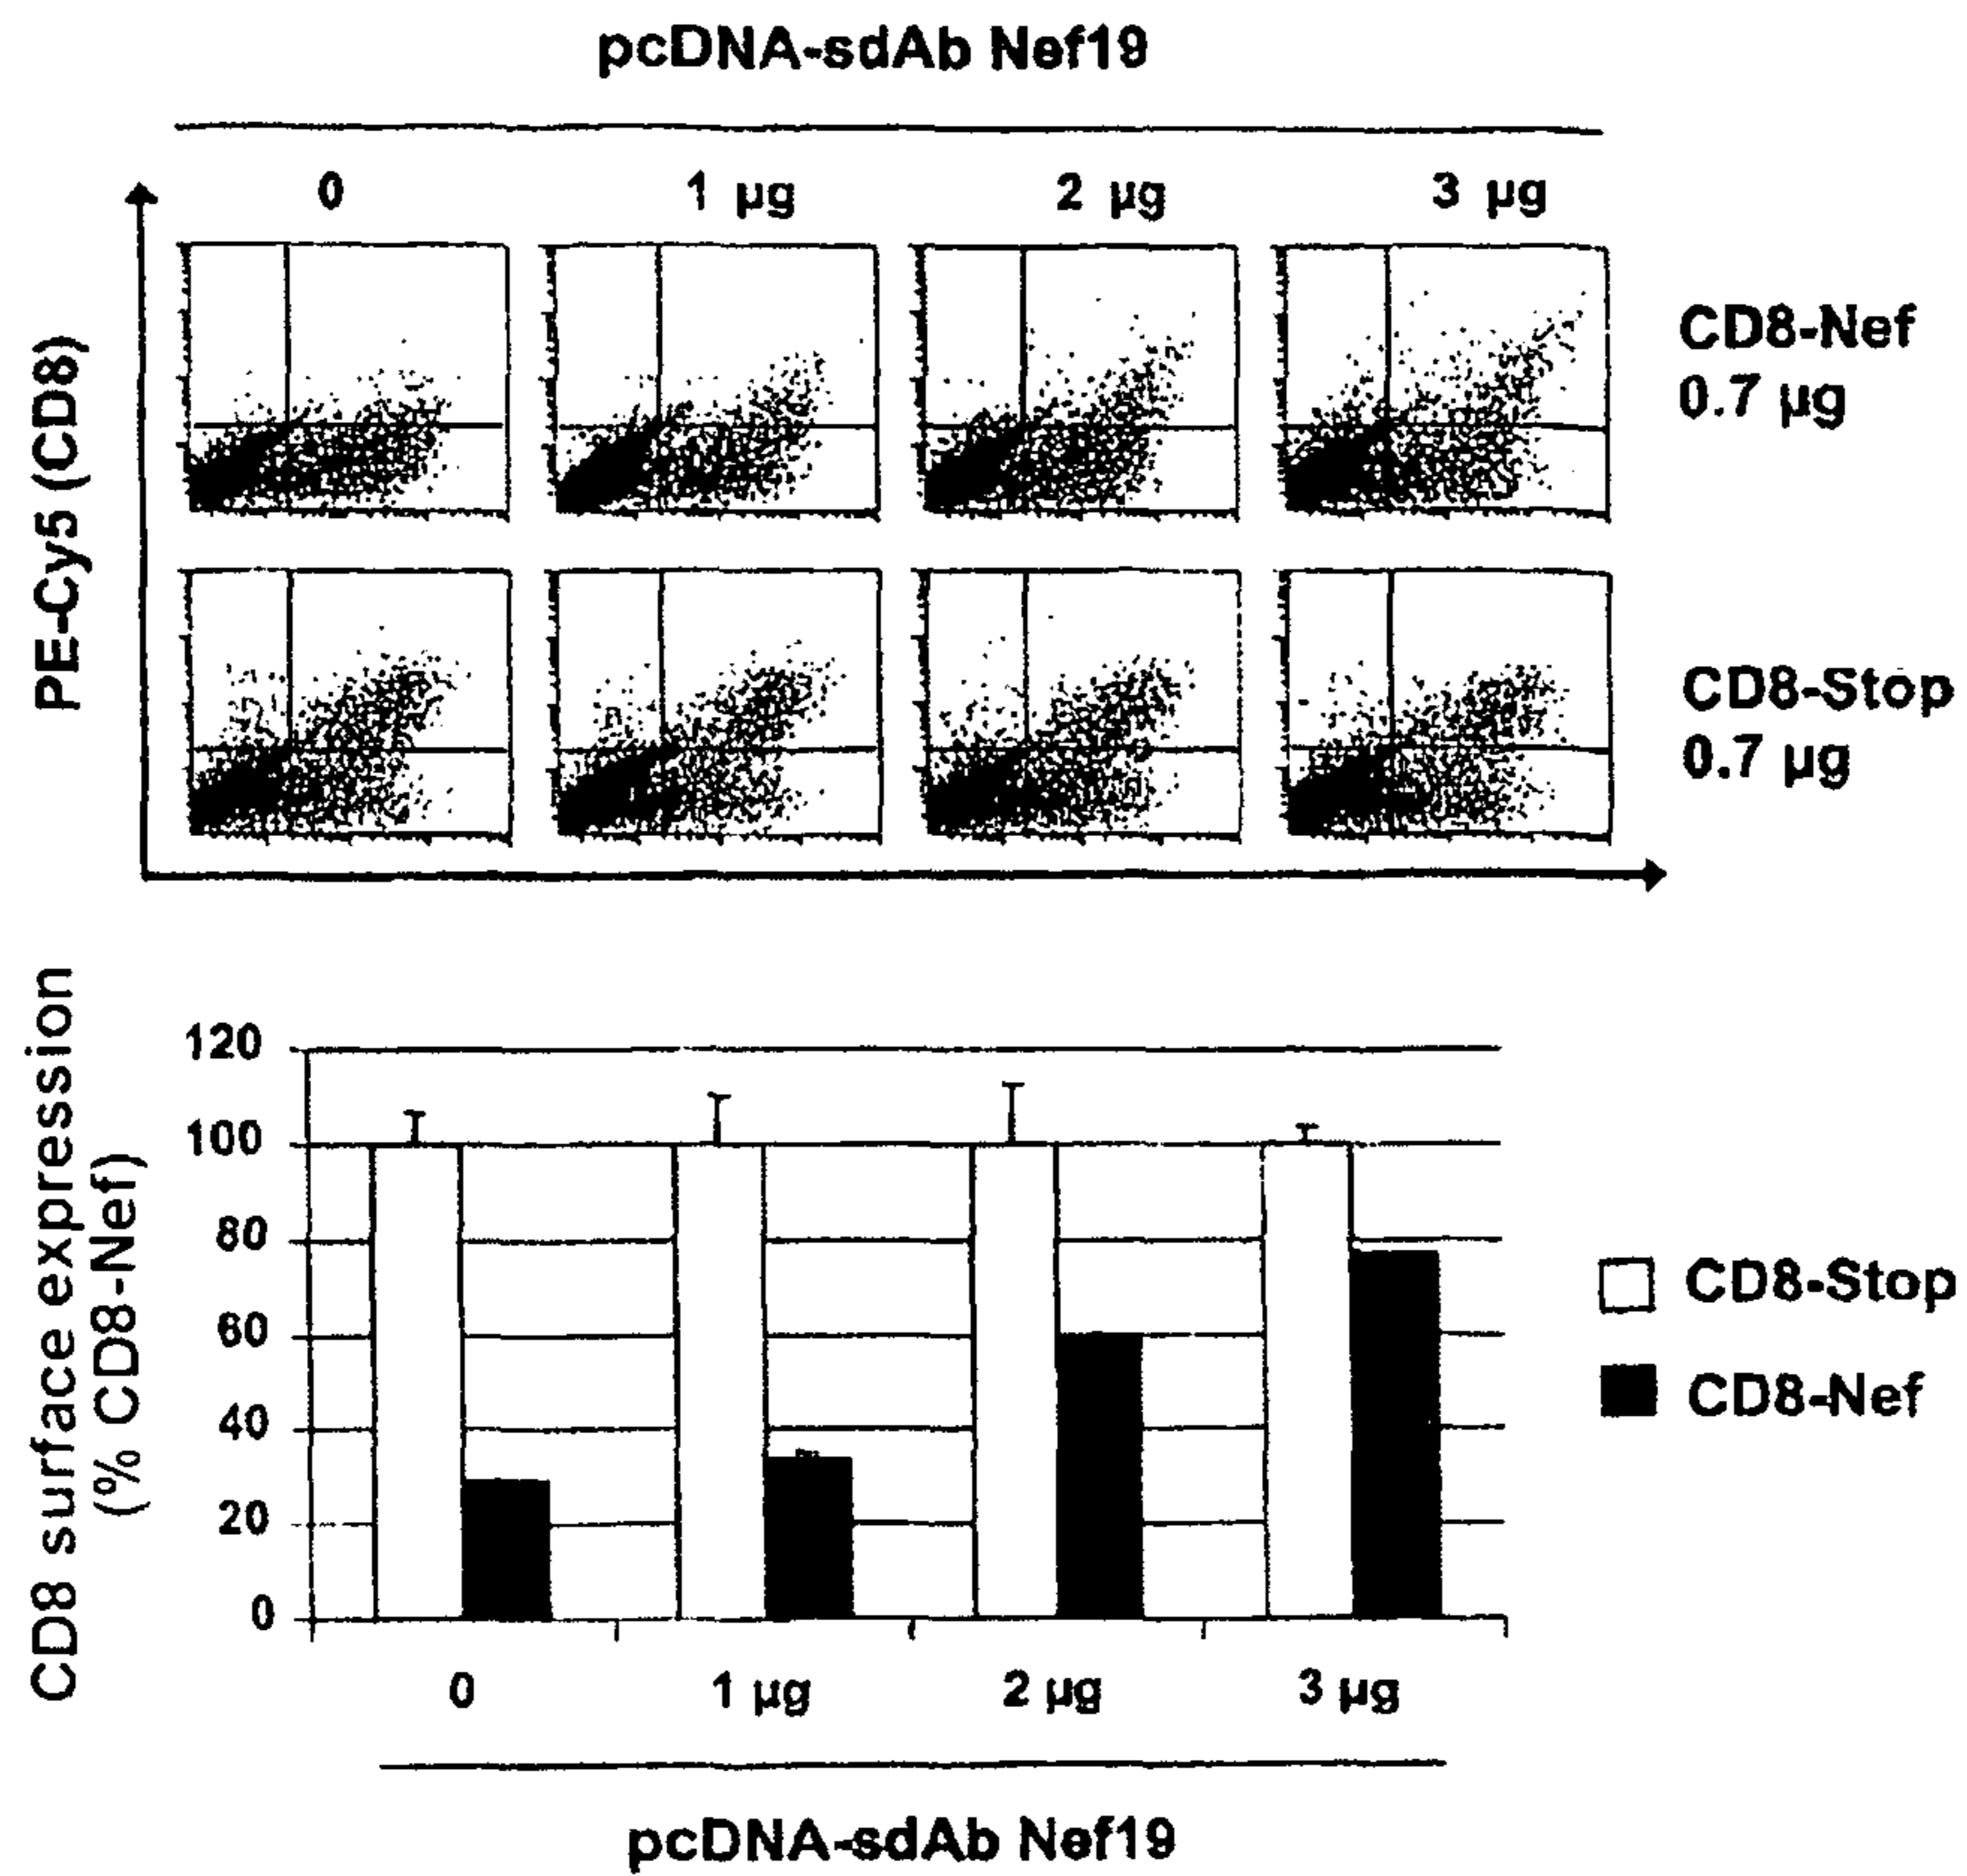 pcDNA-sdAb Nef19
0 1 µg 2 µg 3 µg
PE-Cy5 (CD8)
CD8-Nef
0.7 µg
CD8-Stop
0.7 µg
CD8 surface expression
(% CD8-Nef)
120
100
80
60
40
20
0
0 1 µg 2 µg 3 µg
CD8-Stop
CD8-Nef
pcDNA-sdAb Nef19